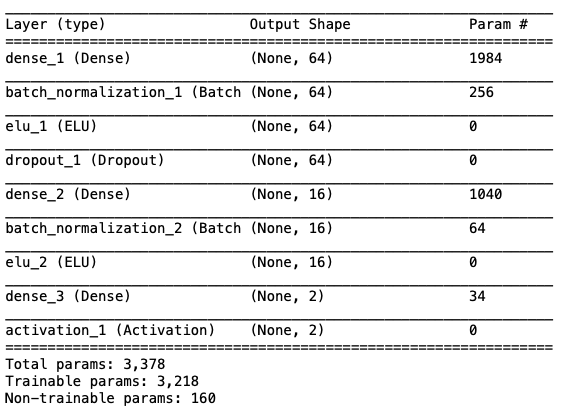 Layer (type) Output Shape Param #
dense_1 (Dense) (None, 64) 1984
batch_normalization_1 (Batch (None, 64) 256
elu_1 (ELU) (None, 64) 0
dropout_1 (Dropout) (None, 64) 0
dense_2 (Dense) (None, 16) 1040
batch_normalization_2 (Batch (None, 16) 64
elu_2 (ELU) (None, 16) 0
dense_3 (Dense) (None, 2) 34
activation_1 (Activation) (None, 2) 0
Total params: 3,378
Trainable params: 3,218
Non-trainable params: 160